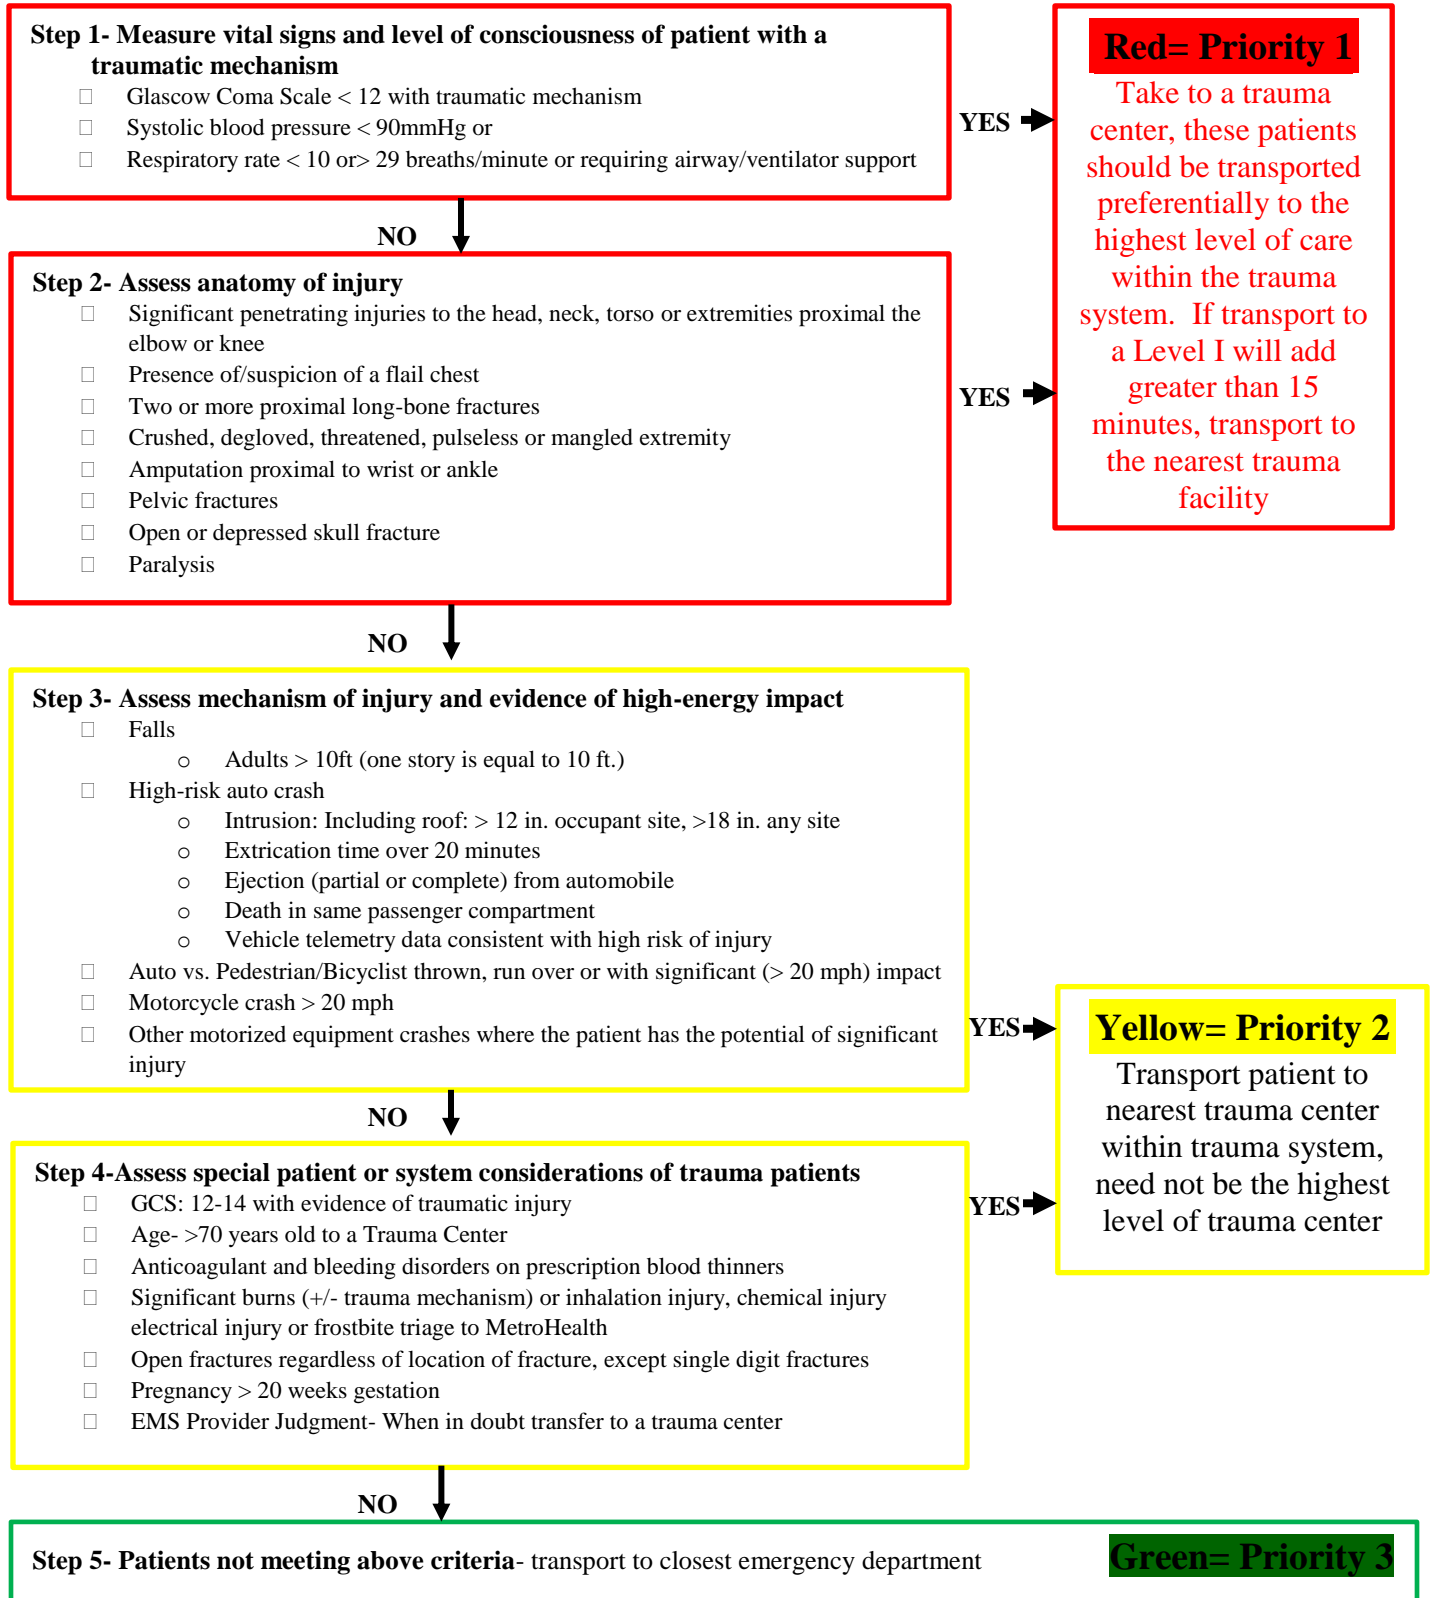 Step 1- Measure vital signs and level of consciousness of patient with a
traumatic mechanism
Glascow Coma Scale < 12 with traumatic mechanism
Systolic blood pressure < 90mmHg or
Respiratory rate < 10 or> 29 breaths/minute or requiring airway/ventilator support
YES
Red= Priority 1
Take to a trauma
center, these patients
should be transported
preferentially to the
highest level of care
within the trauma
system. If transport to
a Level I will add
greater than 15
minutes, transport to
the nearest trauma
facility
NO
Step 2- Assess anatomy of injury
Significant penetrating injuries to the head, neck, torso or extremities proximal the
elbow or knee
Presence of/suspicion of a flail chest
Two or more proximal long-bone fractures
Crushed, degloved, threatened, pulseless or mangled extremity
Amputation proximal to wrist or ankle
Pelvic fractures
Open or depressed skull fracture
Paralysis
YES
NO
Step 3- Assess mechanism of injury and evidence of high-energy impact
Falls
o Adults > 10ft (one story is equal to 10 ft.)
High-risk auto crash
o Intrusion: Including roof: > 12 in. occupant site, >18 in. any site
o Extrication time over 20 minutes
o Ejection (partial or complete) from automobile
o Death in same passenger compartment
o Vehicle telemetry data consistent with high risk of injury
Auto vs. Pedestrian/Bicyclist thrown, run over or with significant (> 20 mph) impact
Motorcycle crash > 20 mph
Other motorized equipment crashes where the patient has the potential of significant
injury
YES
Yellow= Priority 2
Transport patient to
nearest trauma center
within trauma system,
need not be the highest
level of trauma center
NO
Step 4-Assess special patient or system considerations of trauma patients
GCS: 12-14 with evidence of traumatic injury
Age- >70 years old to a Trauma Center
Anticoagulant and bleeding disorders on prescription blood thinners
Significant burns (+/- trauma mechanism) or inhalation injury, chemical injury
electrical injury or frostbite triage to MetroHealth
Open fractures regardless of location of fracture, except single digit fractures
Pregnancy > 20 weeks gestation
EMS Provider Judgment- When in doubt transfer to a trauma center
YES
NO
Step 5- Patients not meeting above criteria- transport to closest emergency department
Green= Priority 3